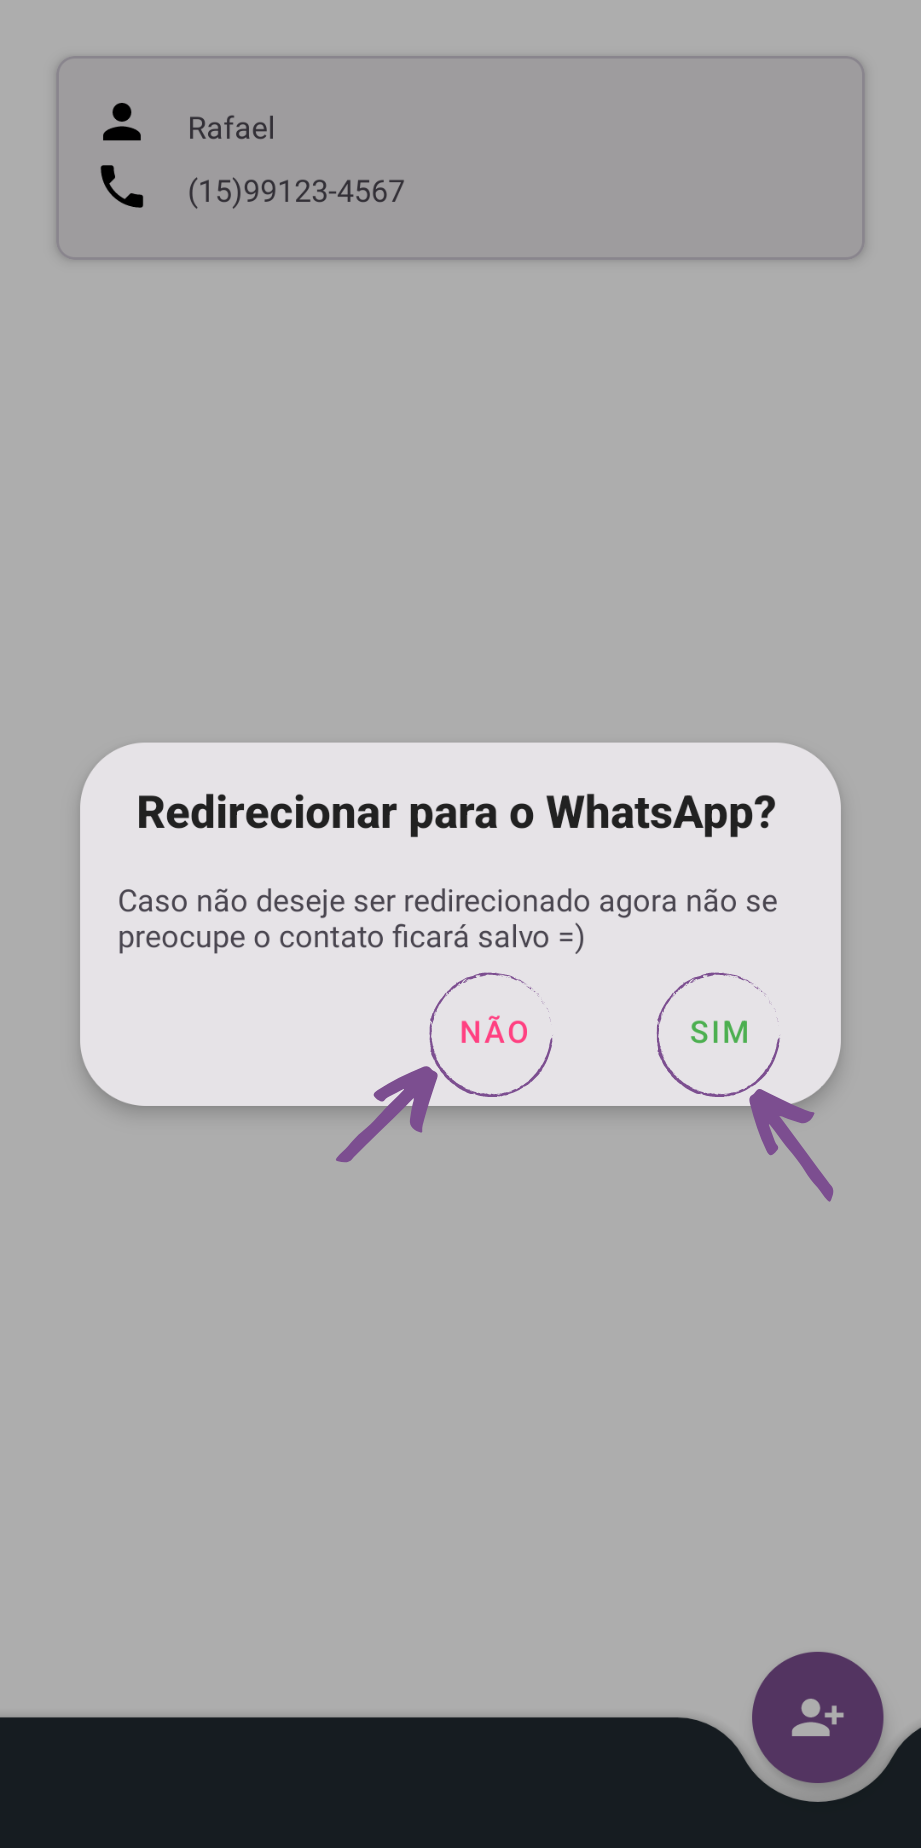 Rafael
(15)99123-4567
Redirecionar para o WhatsApp?
Caso não deseje ser redirecionado agora não se
preocupe o contato ficará salvo =)
NÃO SIM